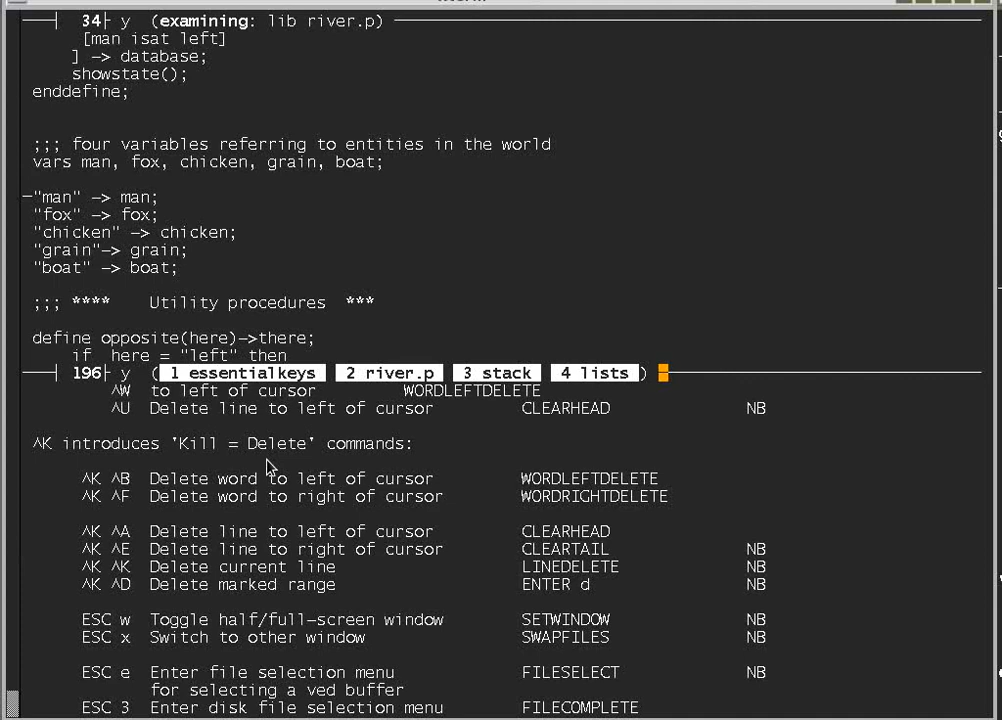 34 y (examining: lib river.p)
[man isat left]
] -> database;
showstate();
enddefine;
;;; four variables referring to entities in the world
vars man, fox, chicken, grain, boat;
"man" -> man;
"fox" -> fox;
"chicken" -> chicken;
"grain"-> grain;
"boat" -> boat;
;;; **** Utility procedures ***
define opposite(here)->there;
if here = "left" then
196 y ( 1 essentialkeys 2 river.p 3 stack 4 lists )
^W to left of cursor WORDLEFTDELETE
^U Delete line to left of cursor CLEARHEAD NB
^K introduces 'Kill = Delete' commands:
^K ^B Delete word to left of cursor WORDLEFTDELETE
^K ^F Delete word to right of cursor WORDRIGHTDELETE
^K ^A Delete line to left of cursor CLEARHEAD
^K ^E Delete line to right of cursor CLEARTAIL NB
^K ^K Delete current line LINEDELETE NB
^K ^D Delete marked range ENTER d NB
ESC w Toggle half/full-screen window SETWINDOW NB
ESC x Switch to other window SWAPFILES NB
ESC e Enter file selection menu FILESELECT NB
for selecting a ved buffer
ESC 3 Enter disk file selection menu FILECOMPLETE